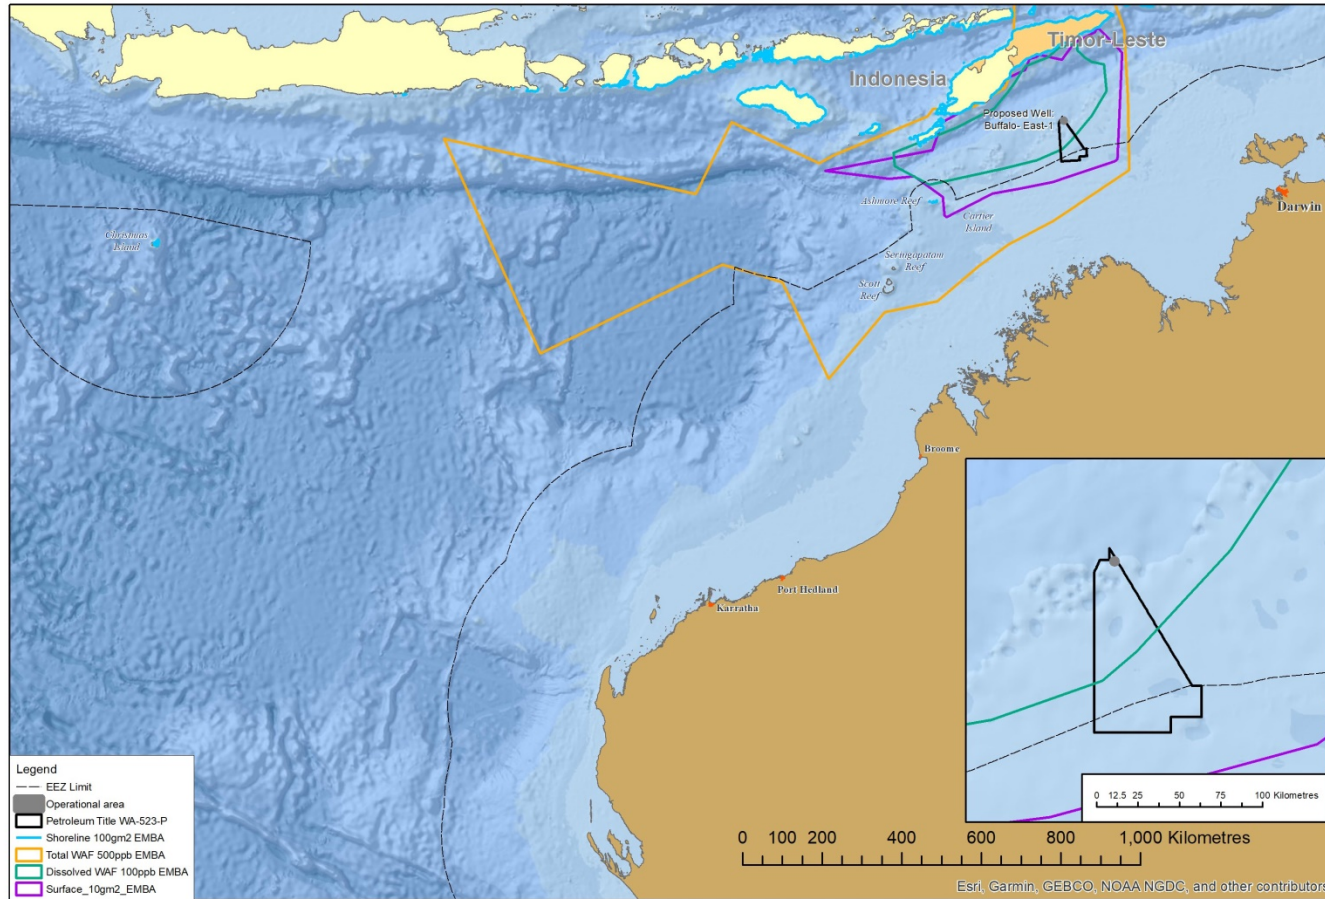 Timor-Leste
Indonesia
Proposed Well:
Buffalo- East-1
Ashmore Reef
Cartier
Island
Darwin
Christmas
Island
Seringapatam
Reef
Scott
Reef
Broome
Port Hedland
Karratha
Legend
EEZ Limit
Operational area
Petroleum Title WA-523-P
Shoreline 100gm2 EMBA
Total WAF 500ppb EMBA
Dissolved WAF 100ppb EMBA
Surface_10gm2_EMBA
0 12.5 25 50 75 100 Kilometres
0 100 200 400 600 800 1,000 Kilometres
Esri, Garmin, GEBCO, NOAA NGDC, and other contributors